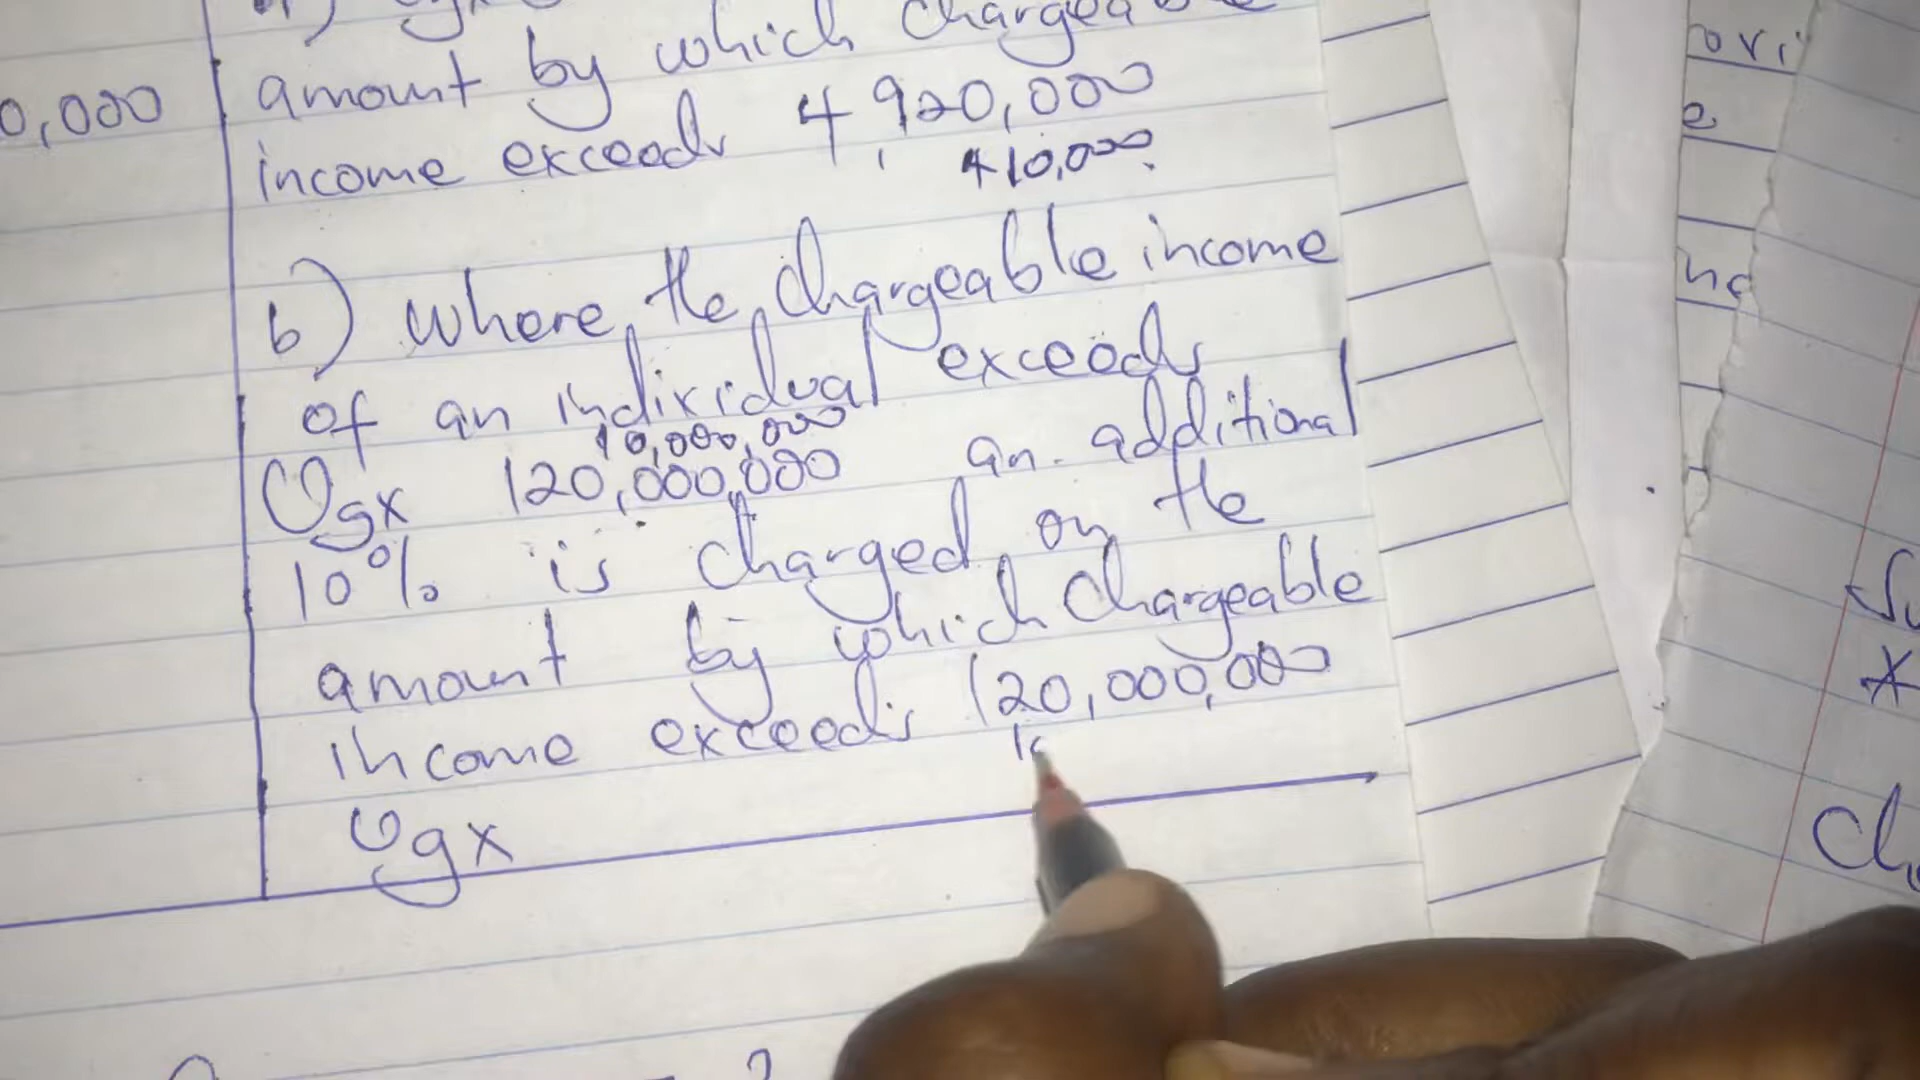 amount by which chargeable
0,000
income exceeds 4,920,000
410,000
b) where the chargeable income
of an individual exceeds
10,000,000
Ugx 120,000,000 an additional
10% is charged on the
amount by which chargeable
income exceeds 120,000,000
Ugx